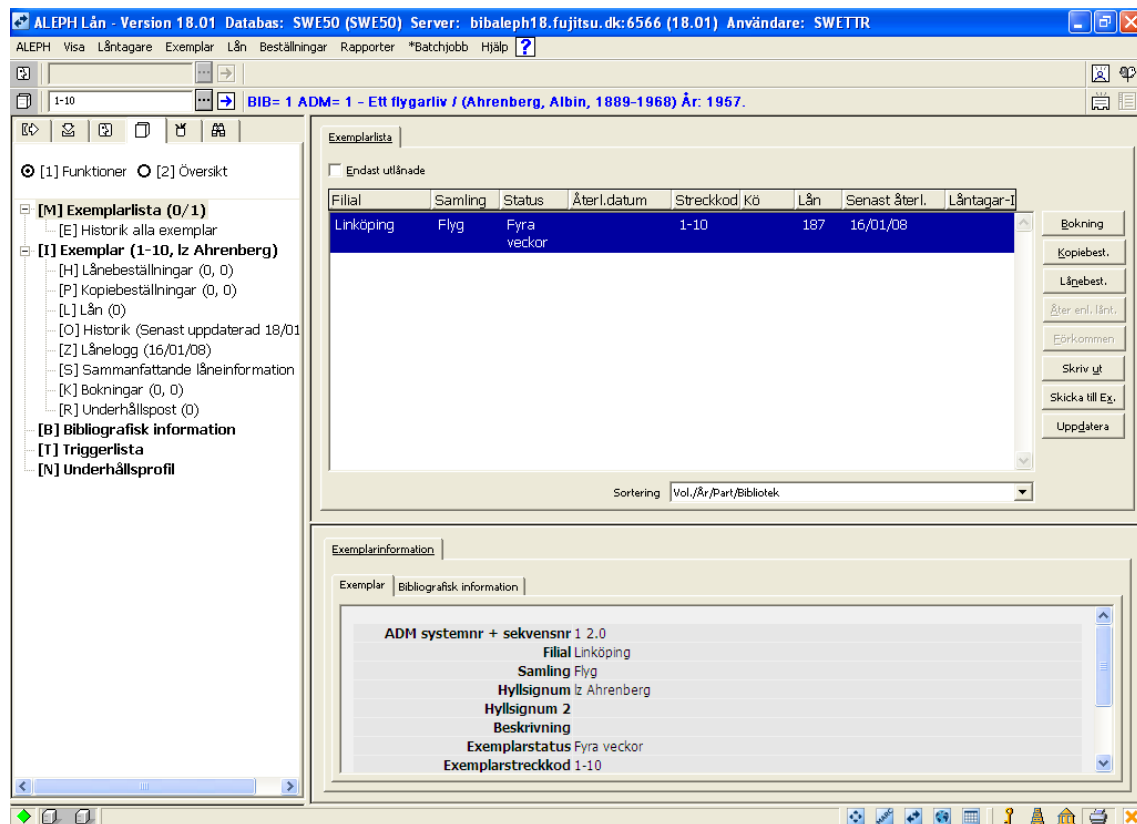 ALEPH Lån - Version 18.01 Databas: SWE50 (SWE50) Server: bibaleph18.fujitsu.dk:6566 (18.01) Användare: SWETTR
ALEPH Visa Låntagare Exemplar Lån Beställningar Rapporter *Batchjobb Hjälp ?
1-10 ... BIB= 1 ADM= 1 - Ett flygarliv / (Ahrenberg, Albin, 1889-1968) År: 1957.
[1] Funktioner [2] Översikt
[M] Exemplarlista (0/1)
[E] Historik alla exemplar
[I] Exemplar (1-10, lz Ahrenberg)
[H] Lånebeställningar (0, 0)
[P] Kopiebeställningar (0, 0)
[L] Lån (0)
[O] Historik (Senast uppdaterad 18/01
[Z] Lånelogg (16/01/08)
[S] Sammanfattande låneinformation
[K] Bokningar (0, 0)
[R] Underhållspost (0)
[B] Bibliografisk information
[T] Triggerlista
[N] Underhållsprofil
Exemplarlista
Endast utlånade
Filial Samling Status Återl.datum Streckkod Kö Lån Senast återl. Låntagar-I
Linköping Flyg Fyra veckor 1-10 187 16/01/08
Bokning
Kopiebest.
Lånebest.
Åter enl. lånt.
Förkommen
Skriv ut
Skicka till Ex.
Uppdatera
Sortering Vol./År/Part/Bibliotek
Exemplarinformation
Exemplar Bibliografisk information
ADM systemnr + sekvensnr 1 2.0
Filial Linköping
Samling Flyg
Hyllsignum lz Ahrenberg
Hyllsignum 2
Beskrivning
Exemplarstatus Fyra veckor
Exemplarstreckkod 1-10